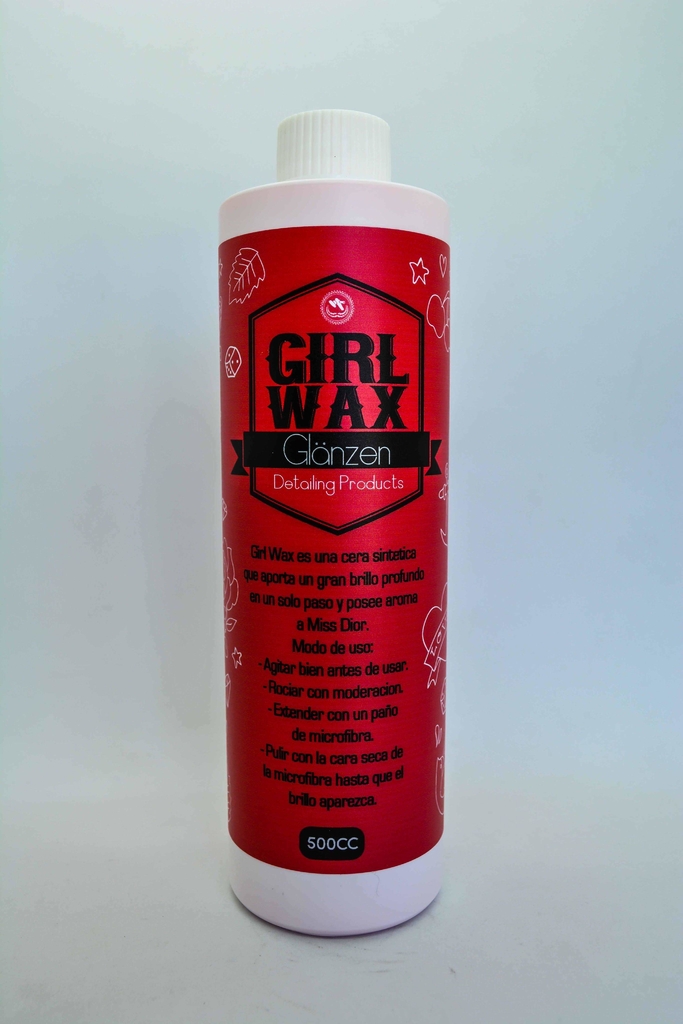 GIRL
WAX
Glänzen
Detailing Products
Girl Wax es una cera sintetica
que aporta un gran brillo profundo
en un solo paso y posee aroma
a Miss Dior.
Modo de uso:
-Agitar bien antes de usar.
-Rociar con moderacion.
-Extender con un paño
de microfibra.
-Pulir con la cara seca de
la microfibra hasta que el
brillo aparezca.
500CC